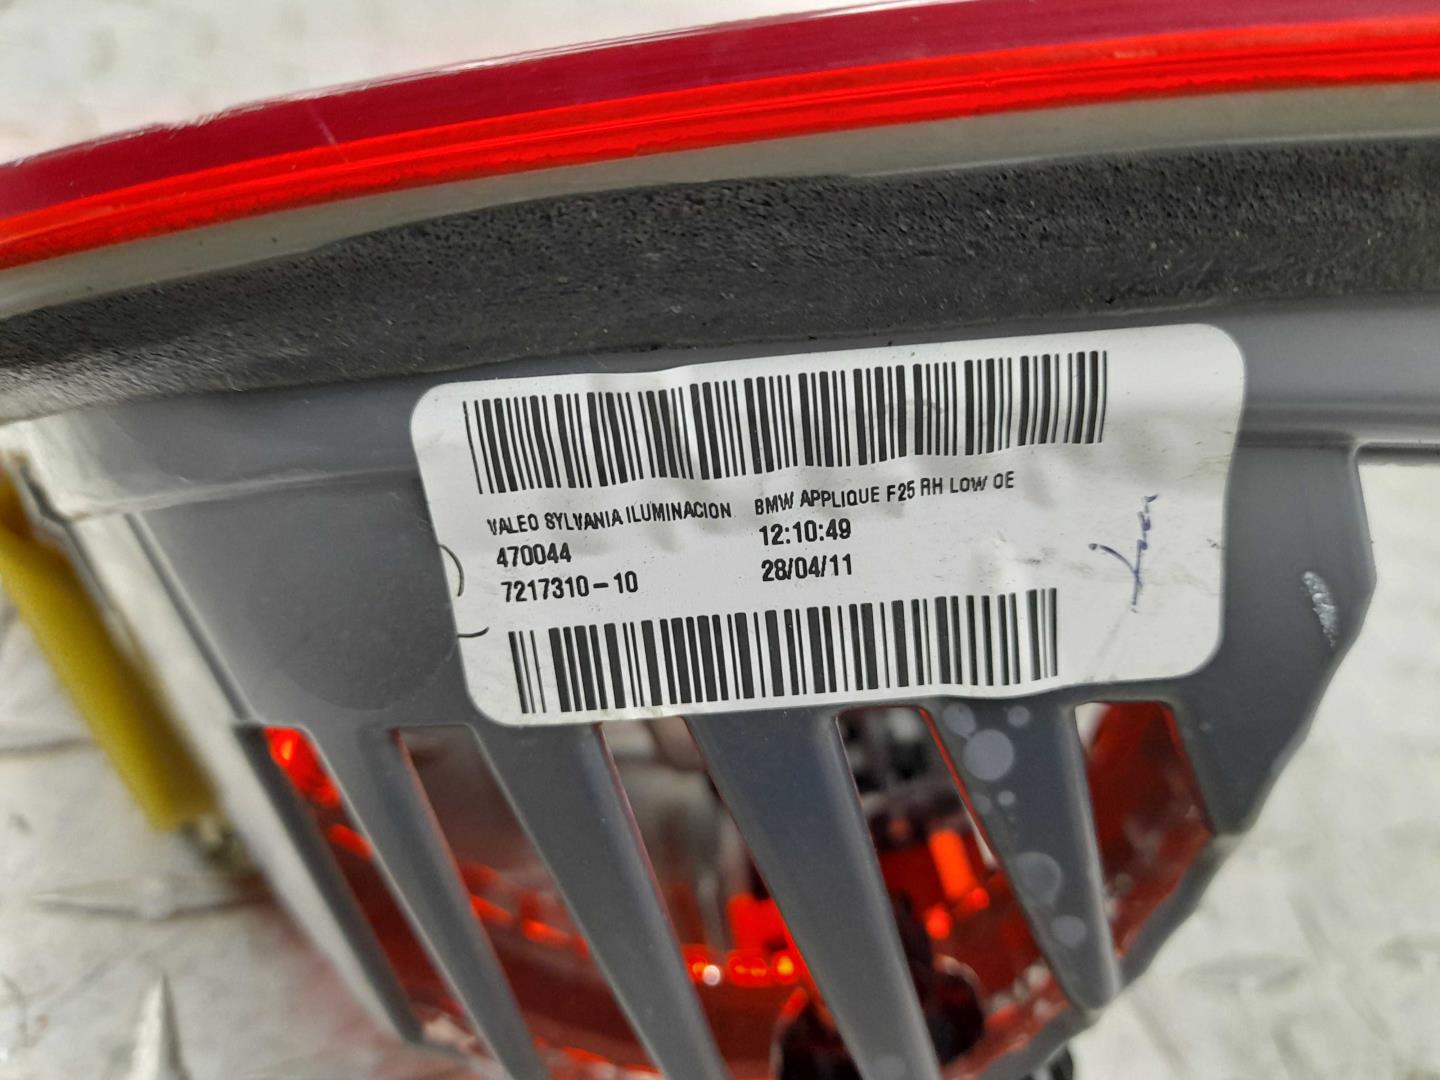 VALEO SYLVANIA ILUMINACION BMW APPLIQUE F25 RH LOW OE
470044 12:10:49
7217310-10 28/04/11